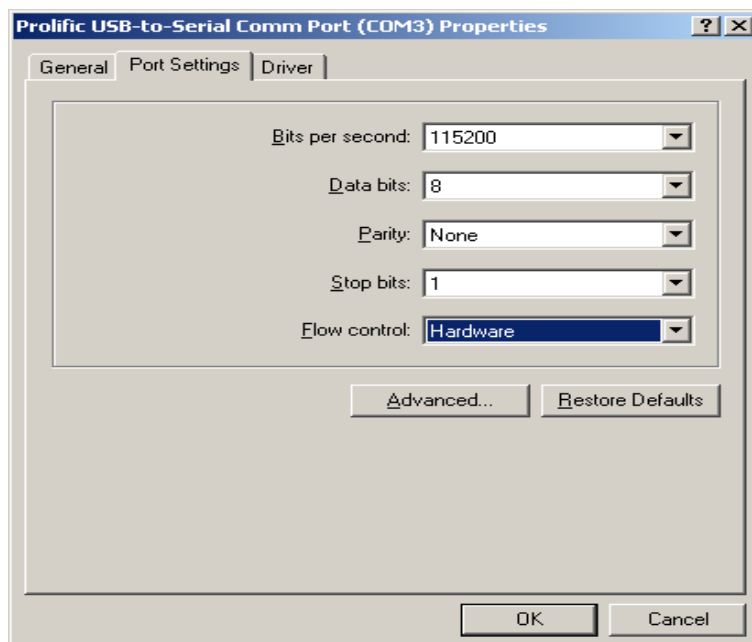 Prolific USB-to-Serial Comm Port (COM3) Properties
General Port Settings Driver
Bits per second: 115200
Data bits: 8
Parity: None
Stop bits: 1
Flow control: Hardware
Advanced... Restore Defaults
OK Cancel